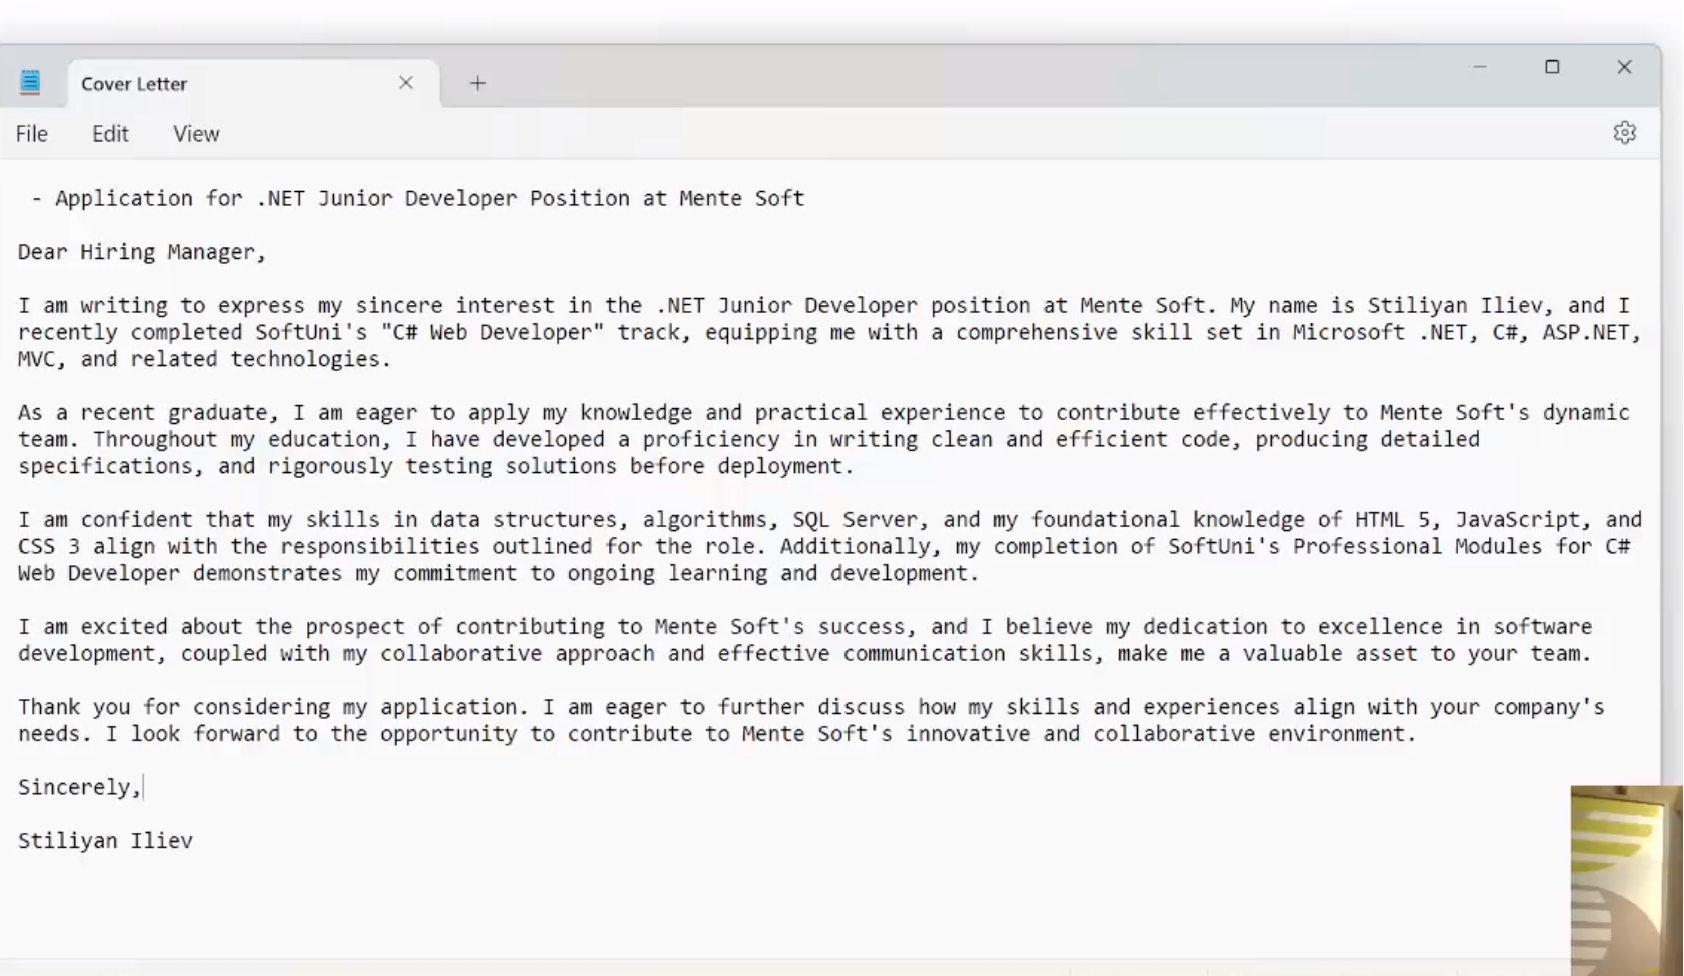 Cover Letter
File Edit View
- Application for .NET Junior Developer Position at Mente Soft
Dear Hiring Manager,
I am writing to express my sincere interest in the .NET Junior Developer position at Mente Soft. My name is Stiliyan Iliev, and I
recently completed SoftUni's "C# Web Developer" track, equipping me with a comprehensive skill set in Microsoft .NET, C#, ASP.NET,
MVC, and related technologies.
As a recent graduate, I am eager to apply my knowledge and practical experience to contribute effectively to Mente Soft's dynamic
team. Throughout my education, I have developed a proficiency in writing clean and efficient code, producing detailed
specifications, and rigorously testing solutions before deployment.
I am confident that my skills in data structures, algorithms, SQL Server, and my foundational knowledge of HTML 5, JavaScript, and
CSS 3 align with the responsibilities outlined for the role. Additionally, my completion of SoftUni's Professional Modules for C#
Web Developer demonstrates my commitment to ongoing learning and development.
I am excited about the prospect of contributing to Mente Soft's success, and I believe my dedication to excellence in software
development, coupled with my collaborative approach and effective communication skills, make me a valuable asset to your team.
Thank you for considering my application. I am eager to further discuss how my skills and experiences align with your company's
needs. I look forward to the opportunity to contribute to Mente Soft's innovative and collaborative environment.
Sincerely,
Stiliyan Iliev